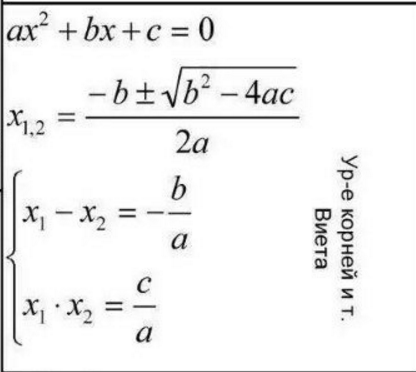 ax² + bx + c = 0
x₁,₂ = (-b ± √(b² - 4ac)) / 2a
{ x₁ - x₂ = -b/a
x₁ · x₂ = c/a
Ур-е корней и т.
Виета